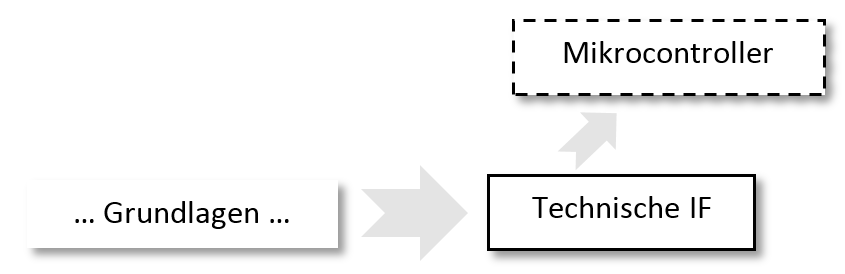 Mikrocontroller
... Grundlagen ...
Technische IF